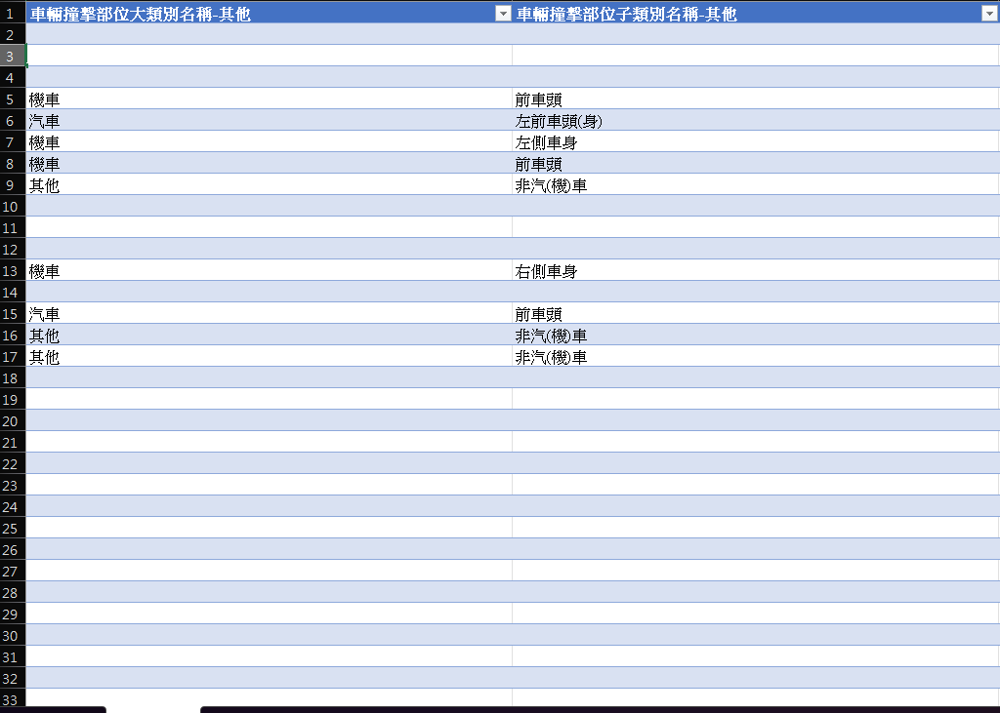 1 車輛撞擊部位大類別名稱-其他 車輛撞擊部位子類別名稱-其他
2
3
4
5 機車 前車頭
6 汽車 左前車頭(身)
7 機車 左側車身
8 機車 前車頭
9 其他 非汽(機)車
10
11
12
13 機車 右側車身
14
15 汽車 前車頭
16 其他 非汽(機)車
17 其他 非汽(機)車
18
19
20
21
22
23
24
25
26
27
28
29
30
31
32
33